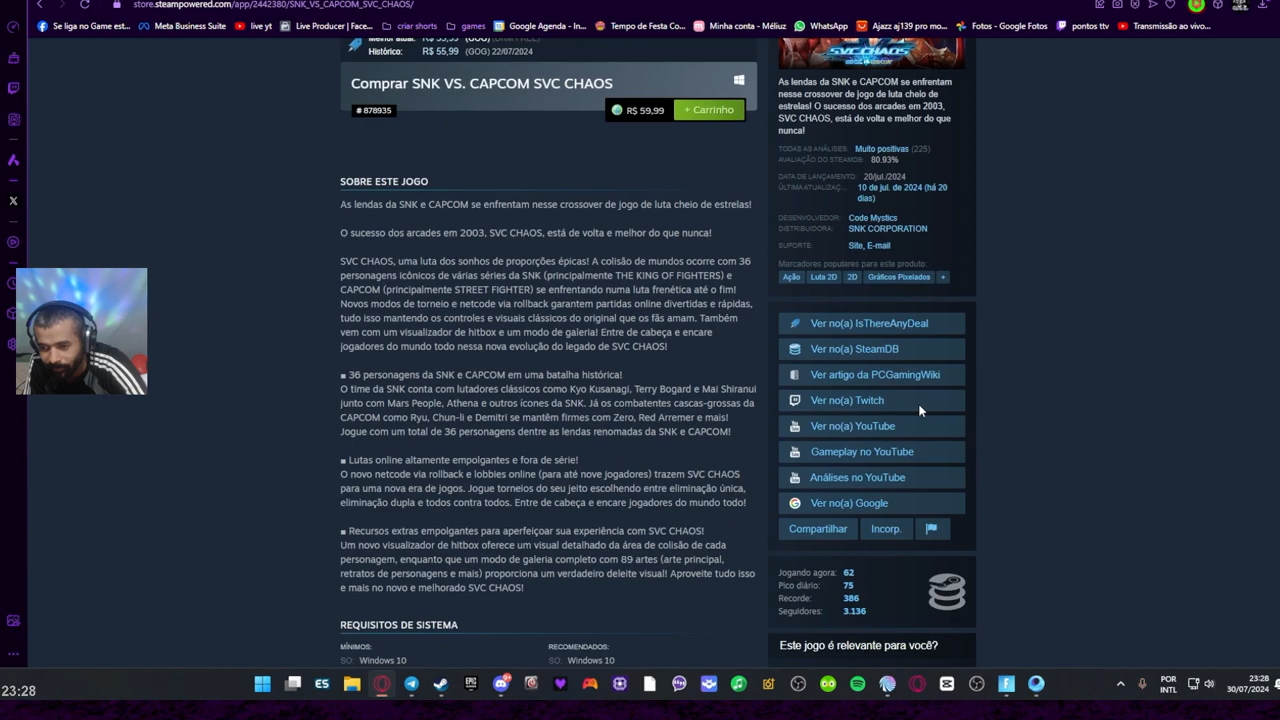 store.steampowered.com/app/2442380/SNK_VS_CAPCOM_SVC_CHAOS/
Se liga no Game est...
Meta Business Suite
live yt
Live Producer | Face...
criar shorts
games
Google Agenda - In...
Tempo de Festa Co...
Minha conta - Méliuz
WhatsApp
Ajazz aj139 pro mo...
Fotos - Google Fotos
pontos ttv
Transmissão ao vivo...
Histórico: R$ 55,99 (GOG) 22/07/2024
Comprar SNK VS. CAPCOM SVC CHAOS
# 878935
R$ 59,99
+ Carrinho
SOBRE ESTE JOGO
As lendas da SNK e CAPCOM se enfrentam nesse crossover de jogo de luta cheio de estrelas!
O sucesso dos arcades em 2003, SVC CHAOS, está de volta e melhor do que nunca!
SVC CHAOS, uma luta dos sonhos de proporções épicas! A colisão de mundos ocorre com 36
personagens icônicos de várias séries da SNK (principalmente THE KING OF FIGHTERS) e
CAPCOM (principalmente STREET FIGHTER) se enfrentando numa luta frenética até o fim!
Novos modos de torneio e netcode via rollback garantem partidas online divertidas e rápidas,
tudo isso mantendo os controles e visuais clássicos do original que os fãs amam. Também
vem com um visualizador de hitbox e um modo de galeria! Entre de cabeça e encare
jogadores do mundo todo nessa nova evolução do legado de SVC CHAOS!
■ 36 personagens da SNK e CAPCOM em uma batalha histórica!
O time da SNK conta com lutadores clássicos como Kyo Kusanagi, Terry Bogard e Mai Shiranui
junto com Mars People, Athena e outros ícones da SNK. Já os combatentes cascas-grossas da
CAPCOM como Ryu, Chun-li e Demitri se mantêm firmes com Zero, Red Arremer e mais!
Jogue com um total de 36 personagens dentre as lendas renomadas da SNK e CAPCOM!
■ Lutas online altamente empolgantes e fora de série!
O novo netcode via rollback e lobbies online (para até nove jogadores) trazem SVC CHAOS
para uma nova era de jogos. Jogue torneios do seu jeito escolhendo entre eliminação única,
eliminação dupla e todos contra todos. Entre de cabeça e encare jogadores do mundo todo!
■ Recursos extras empolgantes para aperfeiçoar sua experiência com SVC CHAOS!
Um novo visualizador de hitbox oferece um visual detalhado da área de colisão de cada
personagem, enquanto que um modo de galeria completo com 89 artes (arte principal,
retratos de personagens e mais) proporciona um verdadeiro deleite visual! Aproveite tudo isso
e mais no novo e melhorado SVC CHAOS!
REQUISITOS DE SISTEMA
MÍNIMOS:
SO: Windows 10
RECOMENDADOS:
SO: Windows 10
SVC CHAOS
As lendas da SNK e CAPCOM se enfrentam
nesse crossover de jogo de luta cheio de
estrelas! O sucesso dos arcades em 2003,
SVC CHAOS, está de volta e melhor do que
nunca!
TODAS AS ANÁLISES: Muito positivas (225)
AVALIAÇÃO DO STEAMDB: 80.93%
DATA DE LANÇAMENTO: 20/jul./2024
ÚLTIMA ATUALIZAÇ... 10 de jul. de 2024 (há 20
dias)
DESENVOLVEDOR: Code Mystics
DISTRIBUIDORA: SNK CORPORATION
SUPORTE: Site, E-mail
Marcadores populares para este produto:
Ação
Luta 2D
2D
Gráficos Pixelados
+
Ver no(a) IsThereAnyDeal
Ver no(a) SteamDB
Ver artigo da PCGamingWiki
Ver no(a) Twitch
Ver no(a) YouTube
Gameplay no YouTube
Análises no YouTube
Ver no(a) Google
Compartilhar
Incorp.
Jogando agora: 62
Pico diário: 75
Recorde: 386
Seguidores: 3.136
Este jogo é relevante para você?
23:28
POR
INTL
23:28
30/07/2024